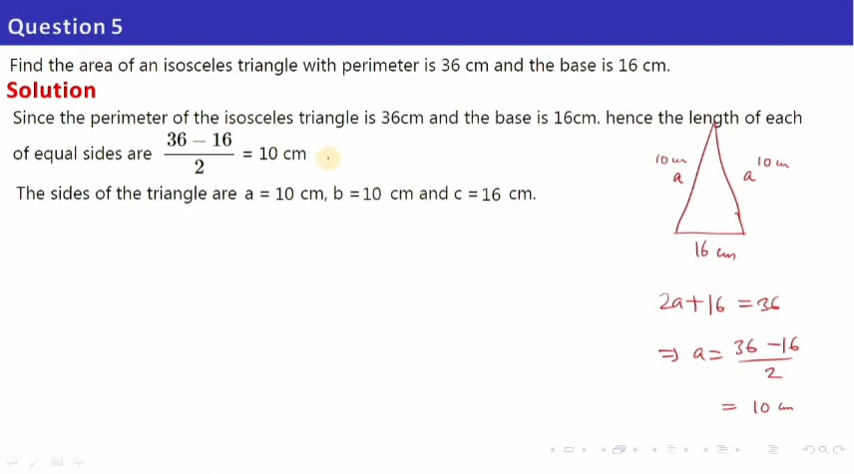 Question 5
Find the area of an isosceles triangle with perimeter is 36 cm and the base is 16 cm.
Solution
Since the perimeter of the isosceles triangle is 36cm and the base is 16cm. hence the length of each
of equal sides are (36 – 16)/2 = 10 cm
The sides of the triangle are a = 10 cm, b = 10 cm and c = 16 cm.
10 cm
a
10 cm
a
16 cm
2a+16 = 36
⇒ a = (36 – 16)/2
= 10 cm